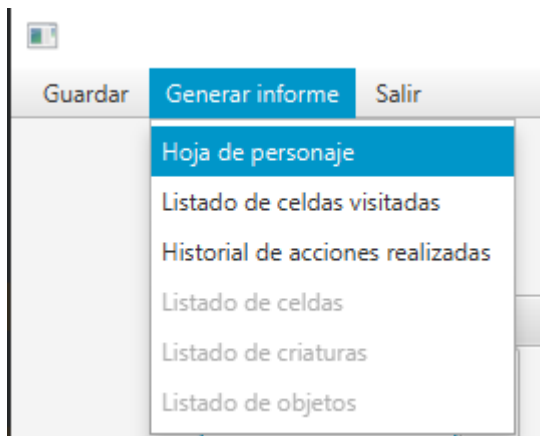 Guardar Generar informe Salir
Hoja de personaje
Listado de celdas visitadas
Historial de acciones realizadas
Listado de celdas
Listado de criaturas
Listado de objetos